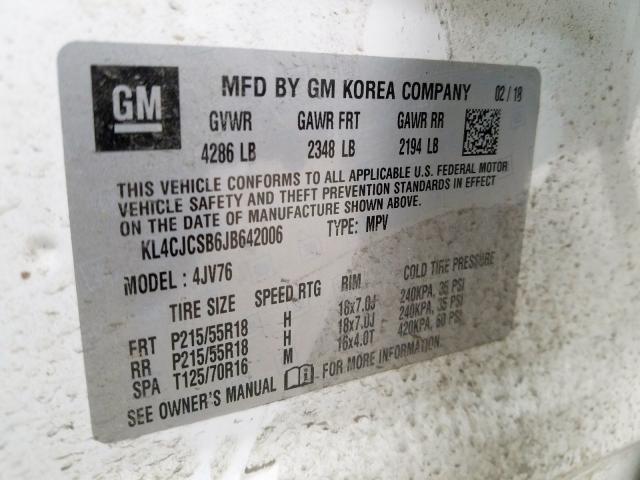 GM
MFD BY GM KOREA COMPANY 02 / 18
GVWR GAWR FRT GAWR RR
4286 LB 2348 LB 2194 LB
THIS VEHICLE CONFORMS TO ALL APPLICABLE U.S. FEDERAL MOTOR
VEHICLE SAFETY AND THEFT PREVENTION STANDARDS IN EFFECT
ON THE DATE OF MANUFACTURE SHOWN ABOVE.
KL4CJCSB6JB642006 TYPE: MPV
MODEL : 4JV76
TIRE SIZE SPEED RTG RIM COLD TIRE PRESSURE
FRT P215/55R18 H 18x7.0J 240KPA, 35 PSI
RR P215/55R18 H 18x7.0J 240KPA, 35 PSI
SPA T125/70R16 M 16x4.0T 420KPA, 60 PSI
SEE OWNER'S MANUAL FOR MORE INFORMATION.